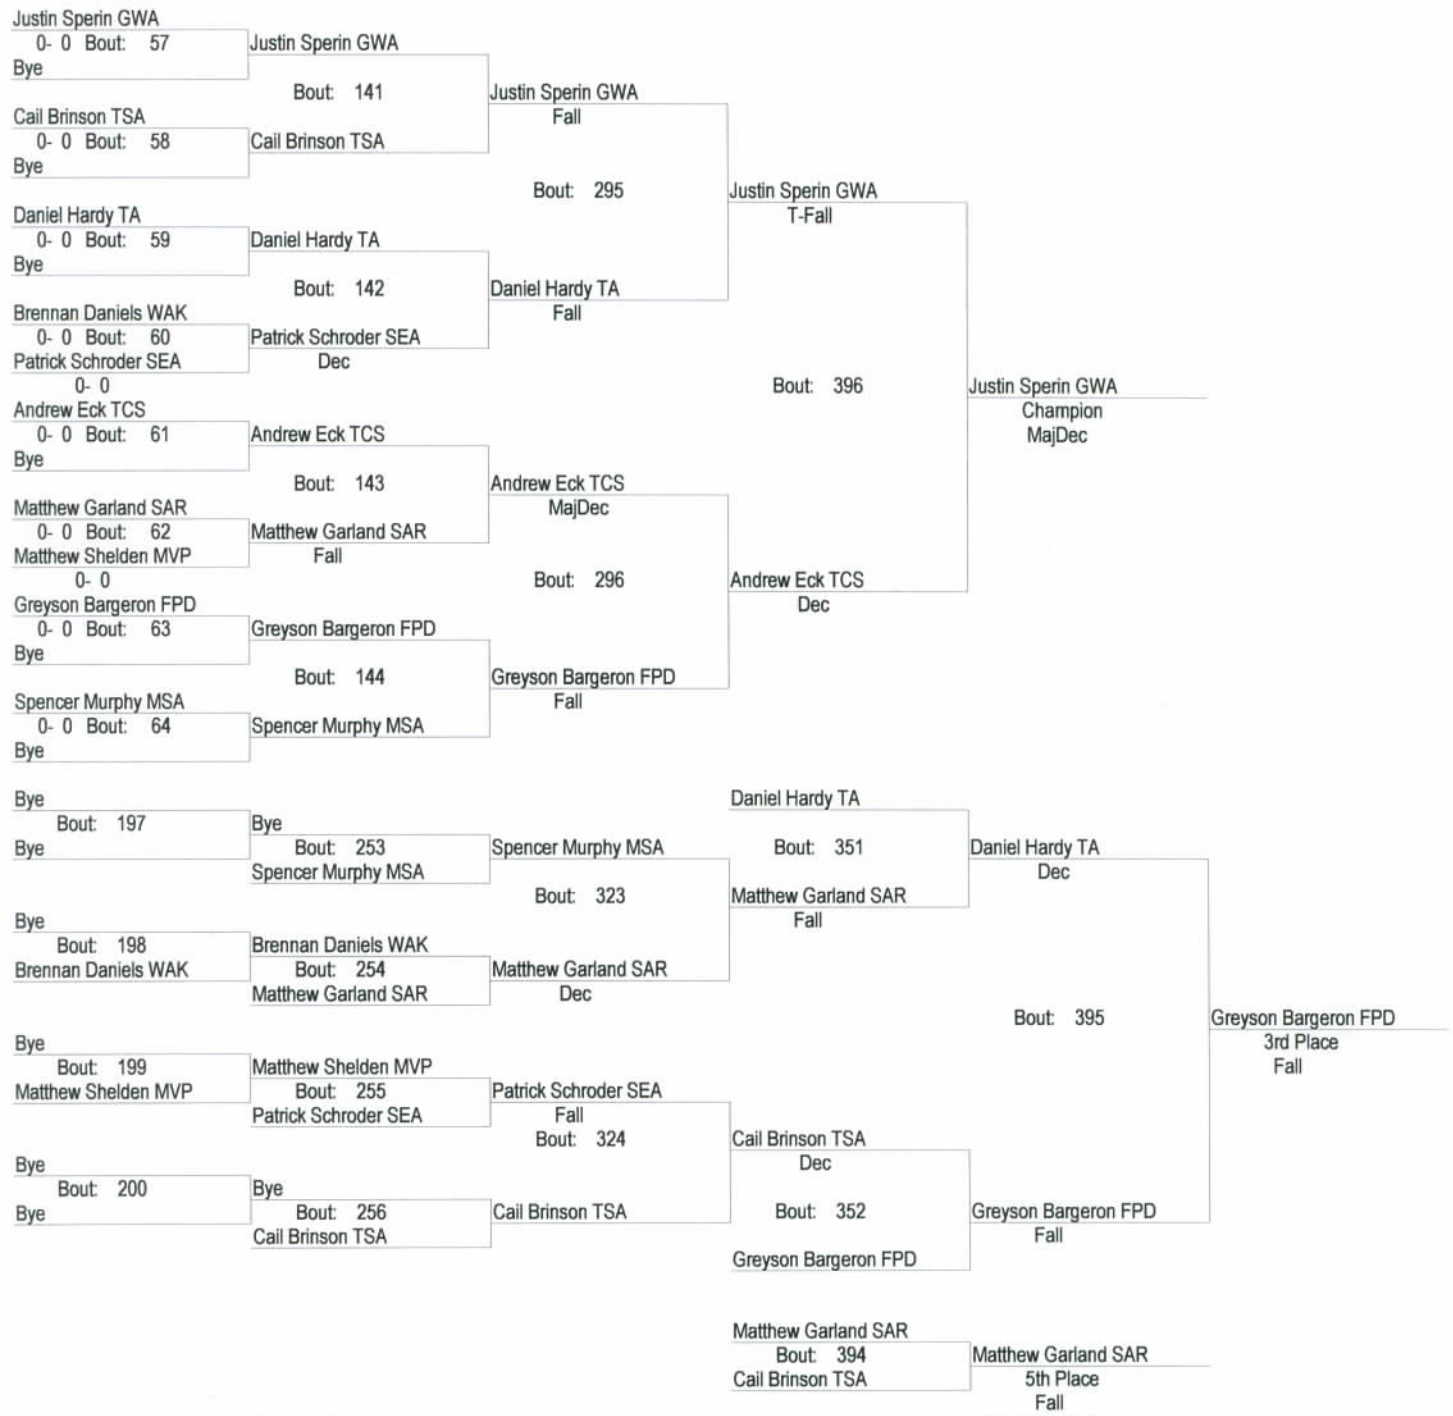 Justin Sperin GWA
0- 0 Bout: 57
Bye
Justin Sperin GWA
Bout: 141
Cail Brinson TSA
0- 0 Bout: 58
Bye
Cail Brinson TSA
Justin Sperin GWA
Fall
Bout: 295
Daniel Hardy TA
0- 0 Bout: 59
Bye
Daniel Hardy TA
Bout: 142
Brennan Daniels WAK
0- 0 Bout: 60
Patrick Schroder SEA
0- 0
Patrick Schroder SEA
Dec
Daniel Hardy TA
Fall
Justin Sperin GWA
T-Fall
Bout: 396
Andrew Eck TCS
0- 0 Bout: 61
Bye
Andrew Eck TCS
Bout: 143
Matthew Garland SAR
0- 0 Bout: 62
Matthew Shelden MVP
0- 0
Matthew Garland SAR
Fall
Andrew Eck TCS
MajDec
Bout: 296
Greyson Bargeron FPD
0- 0 Bout: 63
Bye
Greyson Bargeron FPD
Bout: 144
Spencer Murphy MSA
0- 0 Bout: 64
Bye
Spencer Murphy MSA
Greyson Bargeron FPD
Fall
Andrew Eck TCS
Dec
Justin Sperin GWA
Champion
MajDec
Bye
Bout: 197
Bye
Bye
Bout: 253
Spencer Murphy MSA
Spencer Murphy MSA
Bout: 323
Bye
Bout: 198
Brennan Daniels WAK
Brennan Daniels WAK
Bout: 254
Matthew Garland SAR
Matthew Garland SAR
Dec
Daniel Hardy TA
Bout: 351
Matthew Garland SAR
Fall
Daniel Hardy TA
Dec
Bout: 395
Bye
Bout: 199
Matthew Shelden MVP
Matthew Shelden MVP
Bout: 255
Patrick Schroder SEA
Patrick Schroder SEA
Fall
Bout: 324
Bye
Bout: 200
Bye
Bye
Bout: 256
Cail Brinson TSA
Cail Brinson TSA
Cail Brinson TSA
Dec
Bout: 352
Greyson Bargeron FPD
Greyson Bargeron FPD
Fall
Greyson Bargeron FPD
3rd Place
Fall
Matthew Garland SAR
Bout: 394
Cail Brinson TSA
Matthew Garland SAR
5th Place
Fall